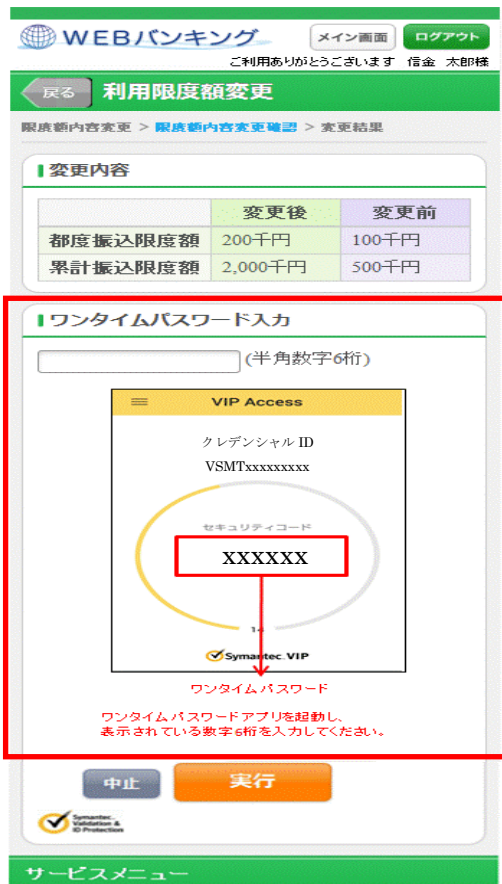 WEBバンキング
メイン画面 ログアウト
ご利用ありがとうございます 信金 太郎様
戻る 利用限度額変更
限度額内容変更 > 限度額内容変更確認 > 変更結果
変更内容
変更後 変更前
都度振込限度額 200千円 100千円
累計振込限度額 2,000千円 500千円
ワンタイムパスワード入力
(半角数字6桁)
VIP Access
クレデンシャル ID
VSMTxxxxxxxxx
セキュリティコード
XXXXXX
14
Symantec. VIP
ワンタイムパスワード
ワンタイムパスワードアプリを起動し、
表示されている数字6桁を入力してください。
中止 実行
Symantec.
Validation &
ID Protection
サービスメニュー